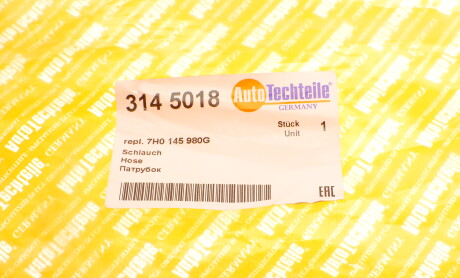 314 5018
AutoTechteile
GERMANY
repl. 7H0 145 980G
Stück 1
Unit
Schlauch
Hose
Патрубок
EAC